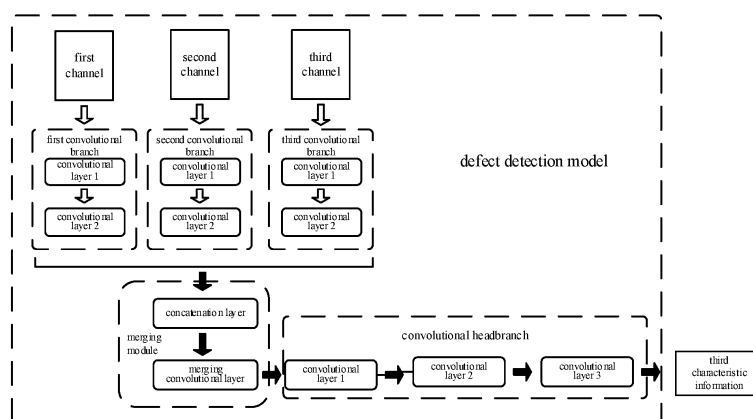 first
channel
second
channel
third
channel
first convolutional
branch
convolutional
layer 1
convolutional
layer 2
second convolutional
branch
convolutional
layer 1
convolutional
layer 2
third convolutional
branch
convolutional
layer 1
convolutional
layer 2
defect detection model
concatenation layer
merging
module
merging
convolutional layer
convolutional headbranch
convolutional
layer 1
convolutional
layer 2
convolutional
layer 3
third
characteristic
information